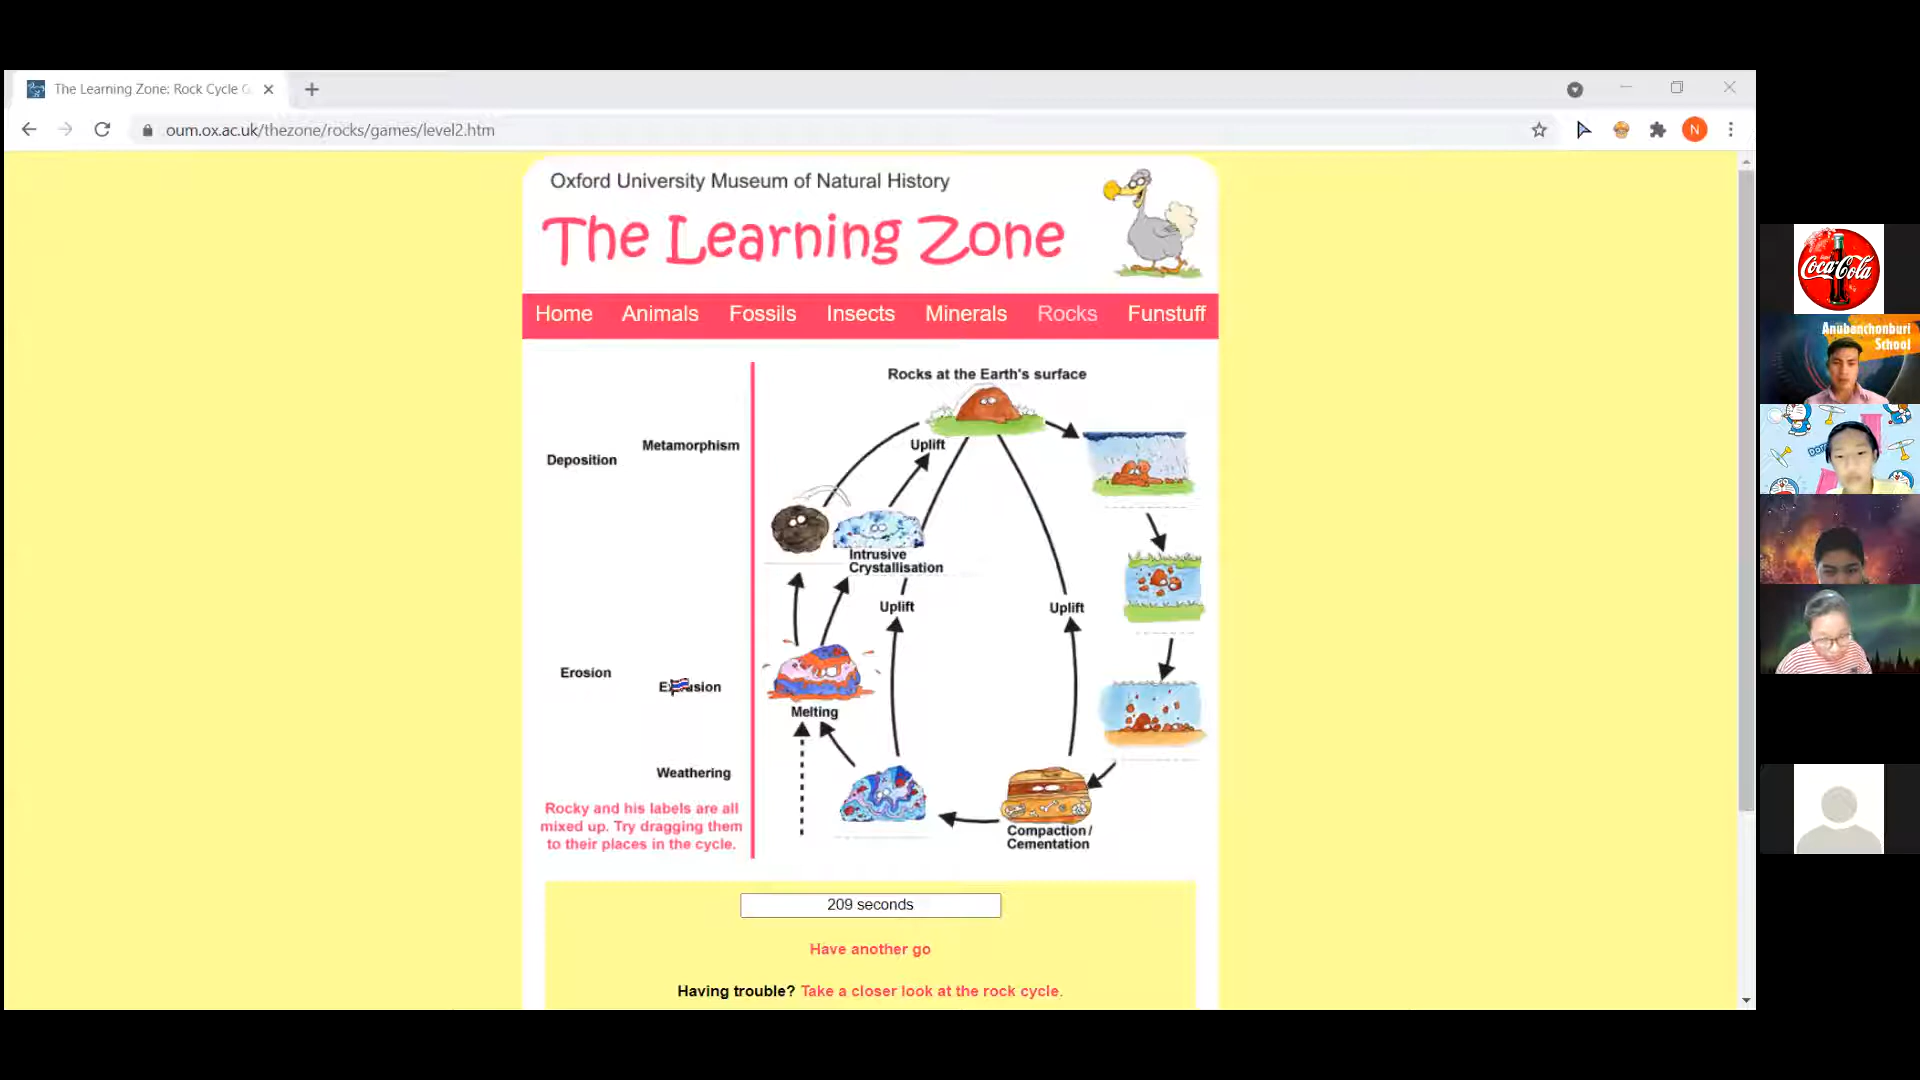 The Learning Zone: Rock Cycle G
oum.ox.ac.uk/thezone/rocks/games/level2.htm
N
Oxford University Museum of Natural History
The Learning Zone
Home Animals Fossils Insects Minerals Rocks Funstuff
Rocks at the Earth's surface
Metamorphism
Deposition
Uplift
Intrusive
Crystallisation
Uplift
Uplift
Erosion
Melting
Weathering
Rocky and his labels are all
mixed up. Try dragging them
to their places in the cycle.
Compaction/
Cementation
209 seconds
Have another go
Having trouble? Take a closer look at the rock cycle.
Coca-Cola
Anubanchonburi
School